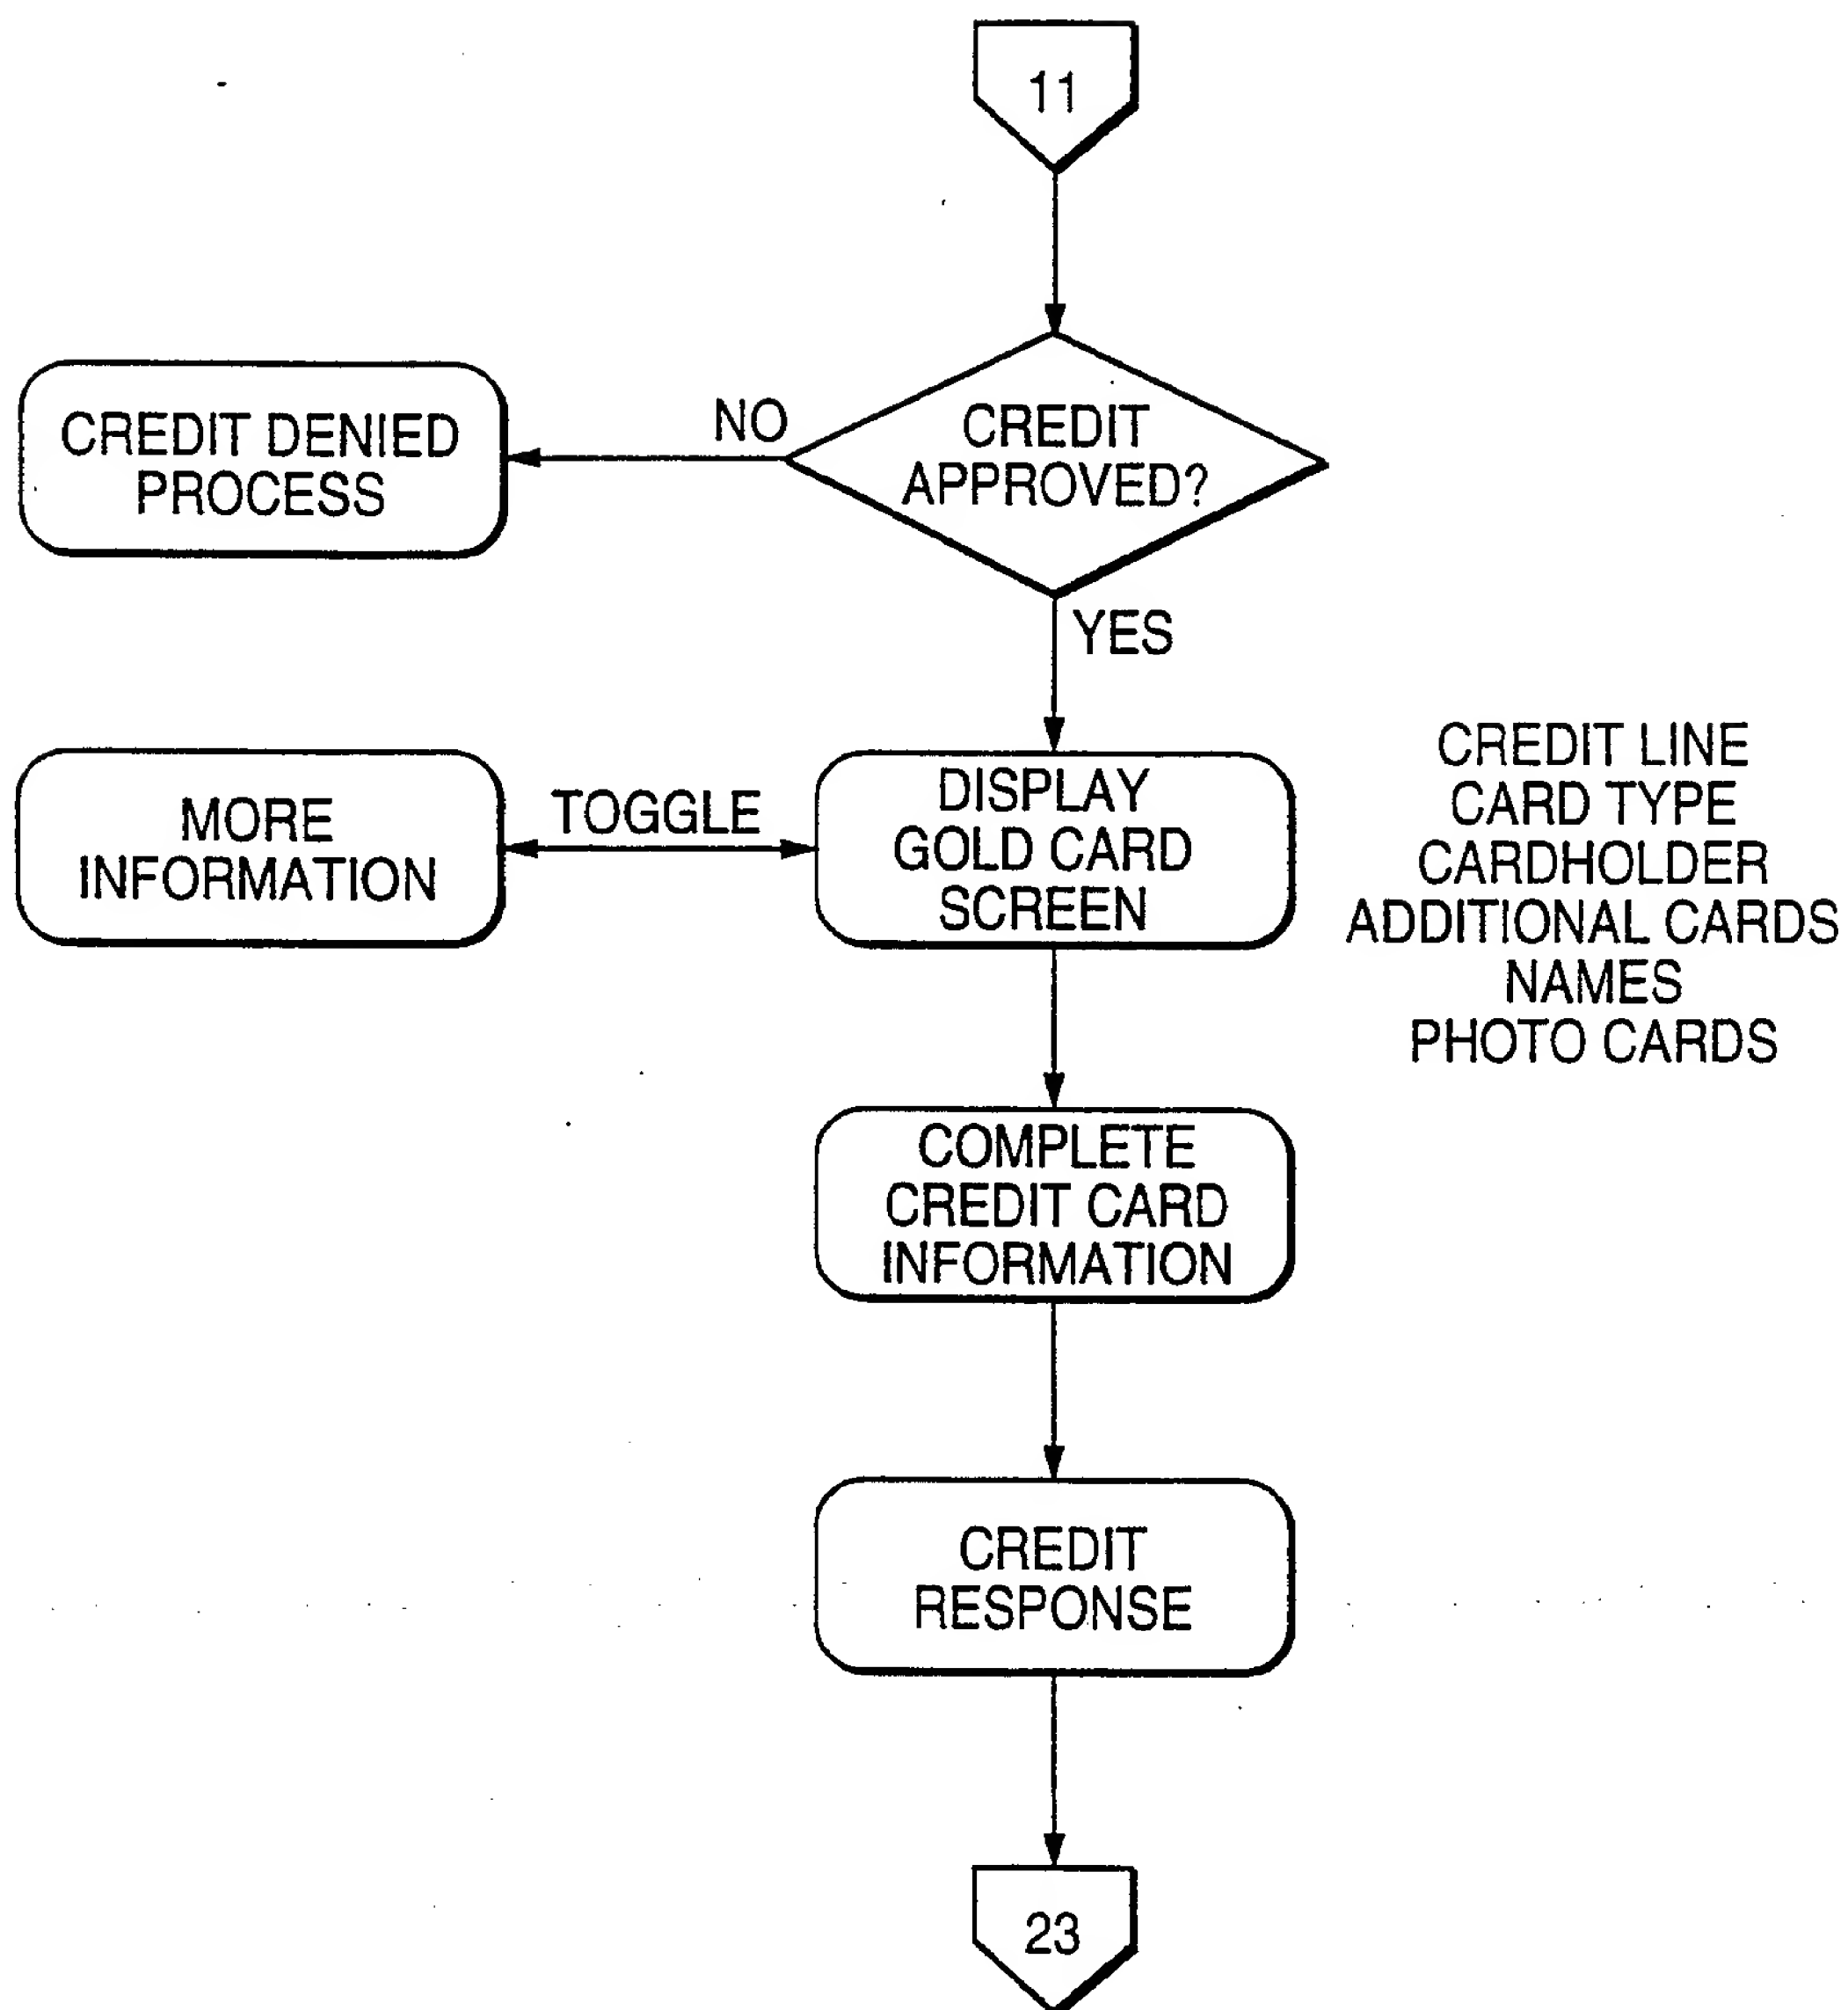 11
CREDIT
APPROVED?
NO
CREDIT DENIED
PROCESS
YES
DISPLAY
GOLD CARD
SCREEN
TOGGLE
MORE
INFORMATION
CREDIT LINE
CARD TYPE
CARDHOLDER
ADDITIONAL CARDS
NAMES
PHOTO CARDS
COMPLETE
CREDIT CARD
INFORMATION
CREDIT
RESPONSE
23